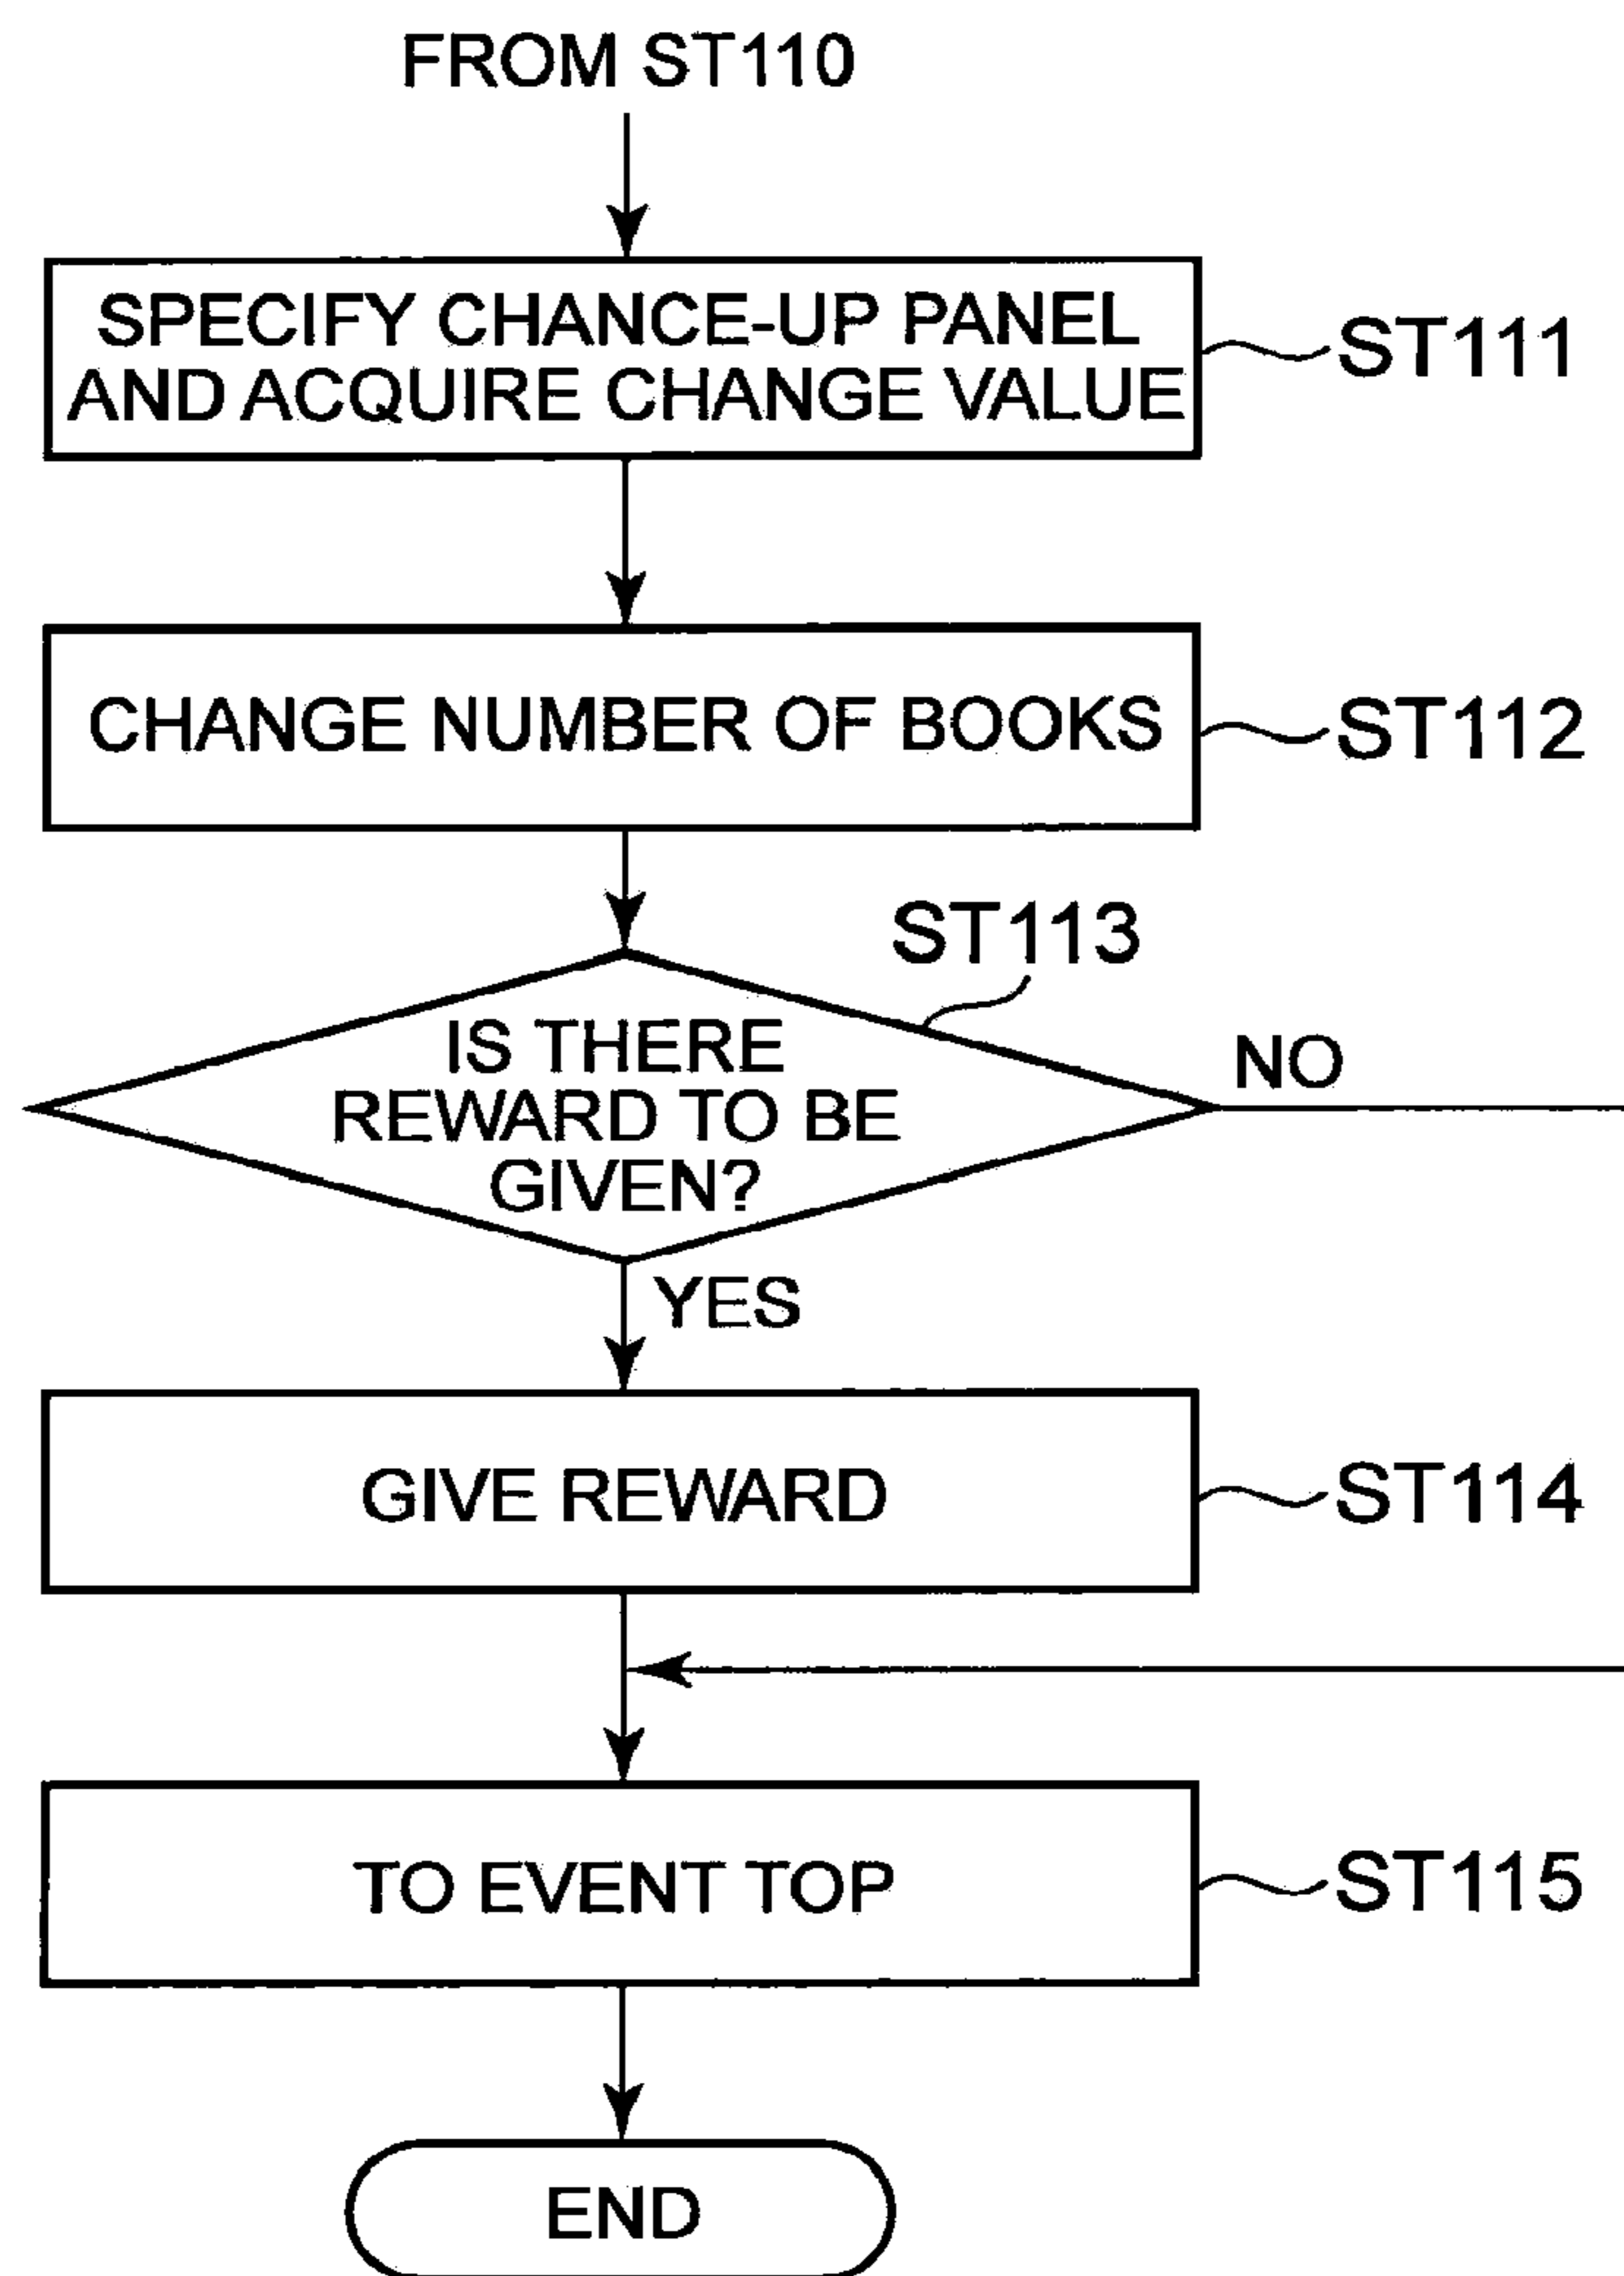 FROM ST110
SPECIFY CHANCE-UP PANEL
AND ACQUIRE CHANGE VALUE
ST111
CHANGE NUMBER OF BOOKS
ST112
ST113
IS THERE
REWARD TO BE
GIVEN?
NO
YES
GIVE REWARD
ST114
TO EVENT TOP
ST115
END